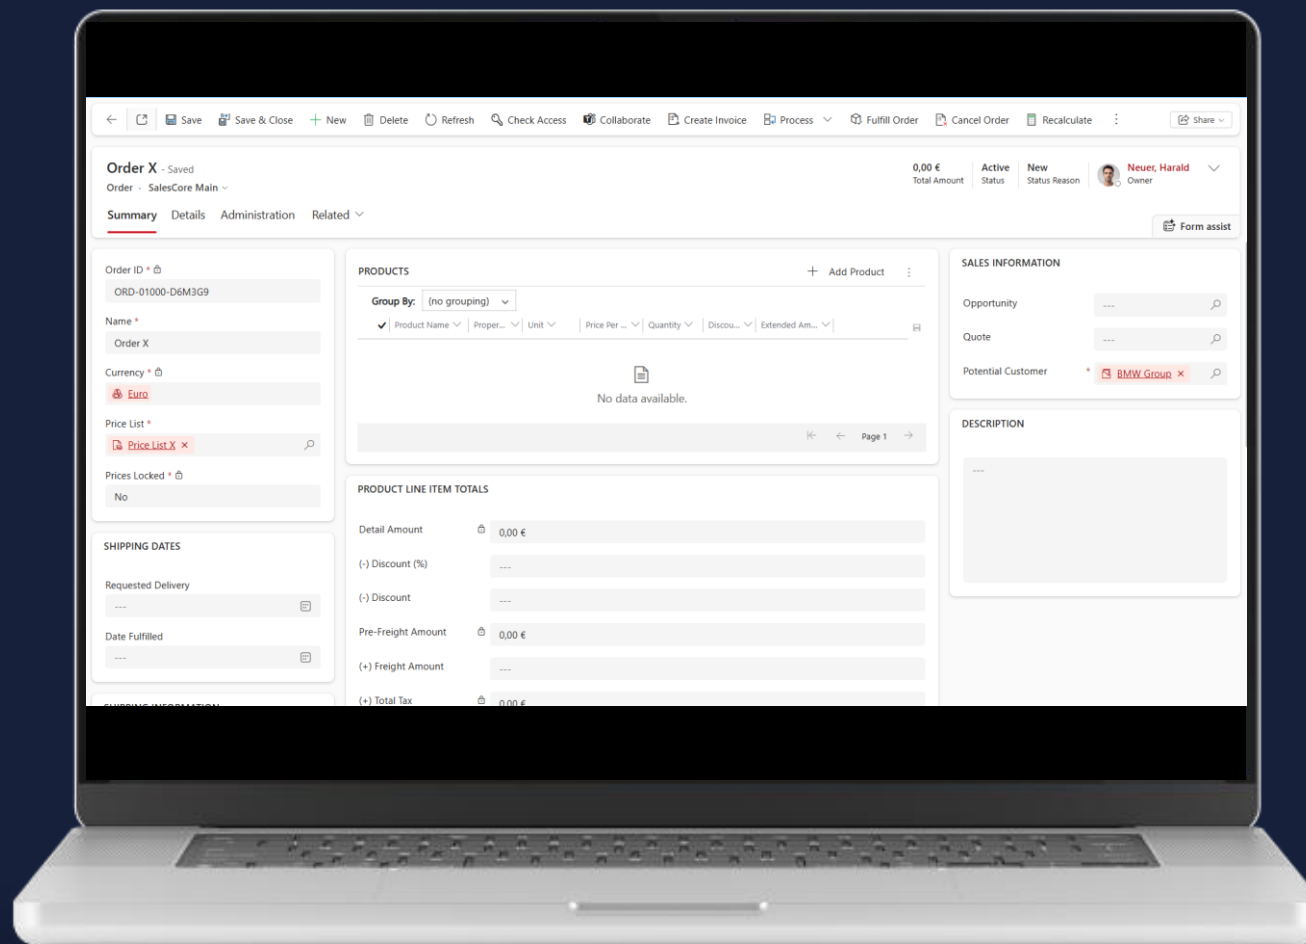 Save
Save & Close
New
Delete
Refresh
Check Access
Collaborate
Create Invoice
Process
Fulfill Order
Cancel Order
Recalculate
Share
Order X - Saved
Order · SalesCore Main
0,00 €
Total Amount
Active
Status
New
Status Reason
Neuer, Harald
Owner
Summary
Details
Administration
Related
Form assist
Order ID *
ORD-01000-D6M3G9
Name *
Order X
Currency *
Euro
Price List *
Price List X
Prices Locked *
No
SHIPPING DATES
Requested Delivery
---
Date Fulfilled
---
SHIPPING INFORMATION
PRODUCTS
Add Product
Group By: (no grouping)
Product Name
Proper...
Unit
Price Per ...
Quantity
Discou...
Extended Am...
No data available.
Page 1
PRODUCT LINE ITEM TOTALS
Detail Amount
0,00 €
(-) Discount (%)
---
(-) Discount
---
Pre-Freight Amount
0,00 €
(+) Freight Amount
---
(+) Total Tax
0,00 €
SALES INFORMATION
Opportunity
---
Quote
---
Potential Customer *
BMW Group
DESCRIPTION
---